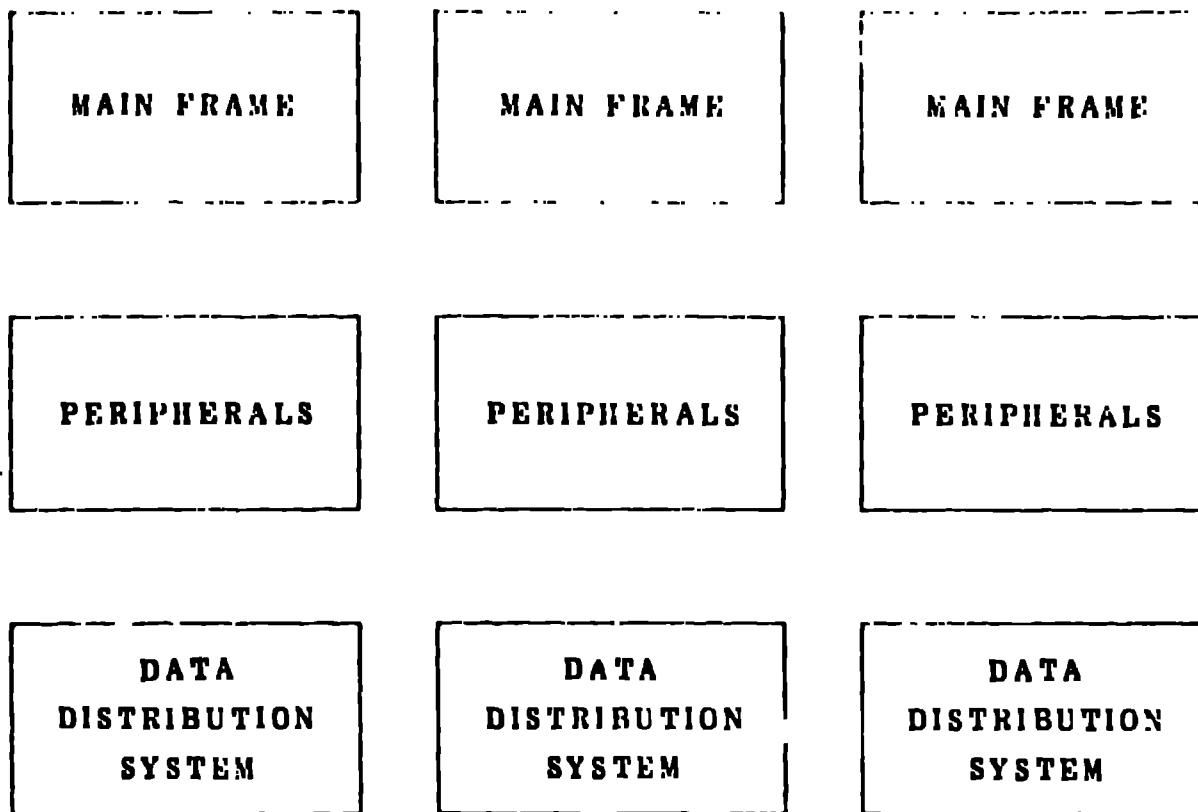 MAIN FRAME
MAIN FRAME
MAIN FRAME
PERIPHERALS
PERIPHERALS
PERIPHERALS
DATA
DISTRIBUTION
SYSTEM
DATA
DISTRIBUTION
SYSTEM
DATA
DISTRIBUTION
SYSTEM